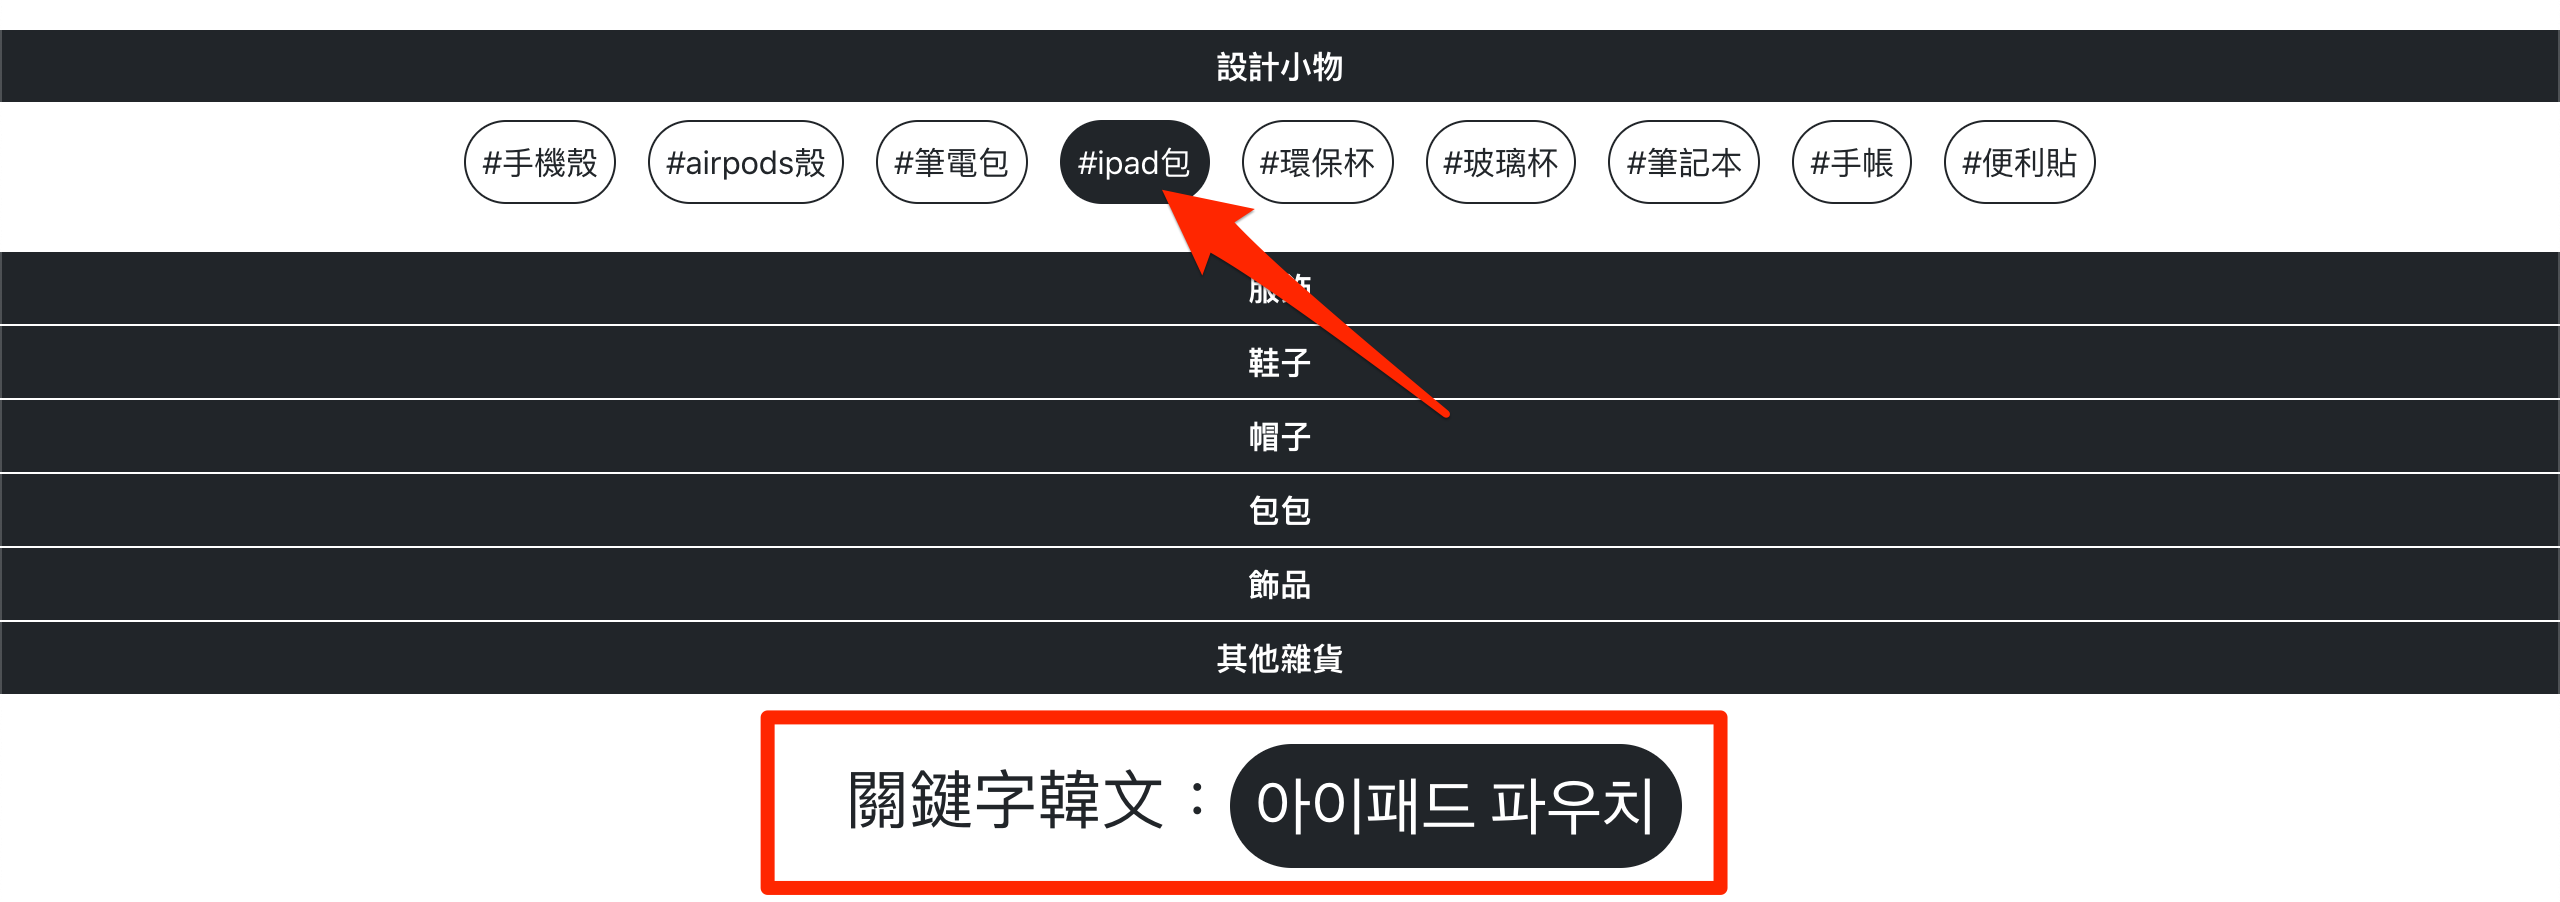 設計小物
#手機殼 #airpods殼 #筆電包 #ipad包 #環保杯 #玻璃杯 #筆記本 #手帳 #便利貼
服飾
鞋子
帽子
包包
飾品
其他雜貨
關鍵字韓文：아이패드 파우치